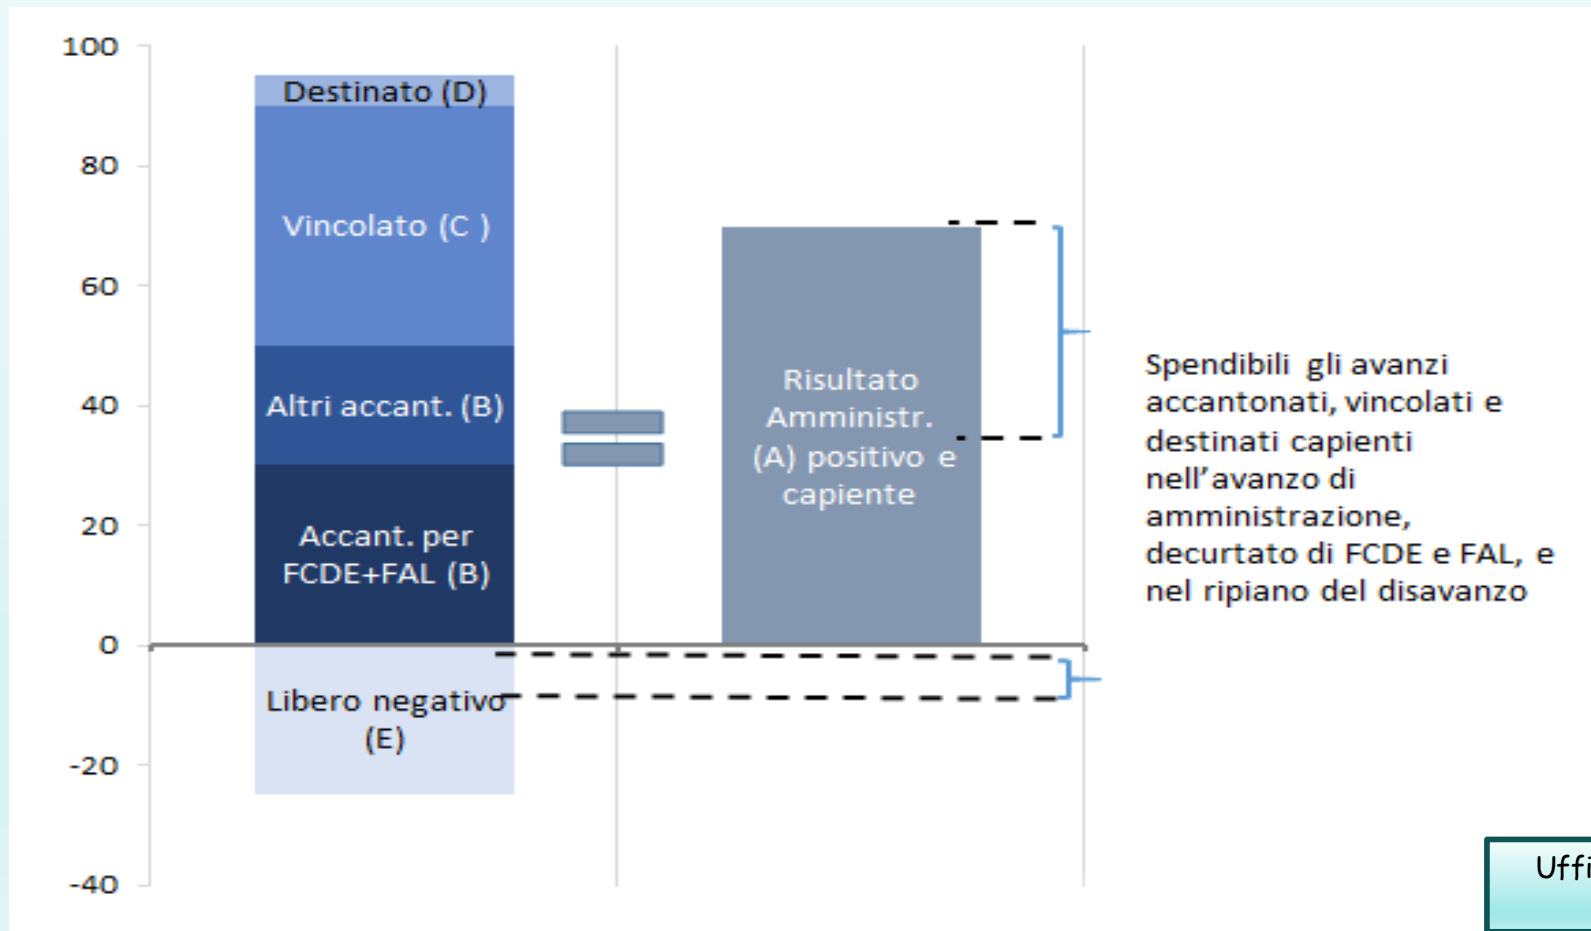 100
80
60
40
20
0
-20
-40
Destinato (D)
Vincolato (C )
Altri accant. (B)
Accant. per
FCDE+FAL (B)
Libero negativo
(E)
Risultato
Amministr.
(A) positivo e
capiente
Spendibili gli avanzi
accantonati, vincolati e
destinati capienti
nell'avanzo di
amministrazione,
decurtato di FCDE e FAL, e
nel ripiano del disavanzo